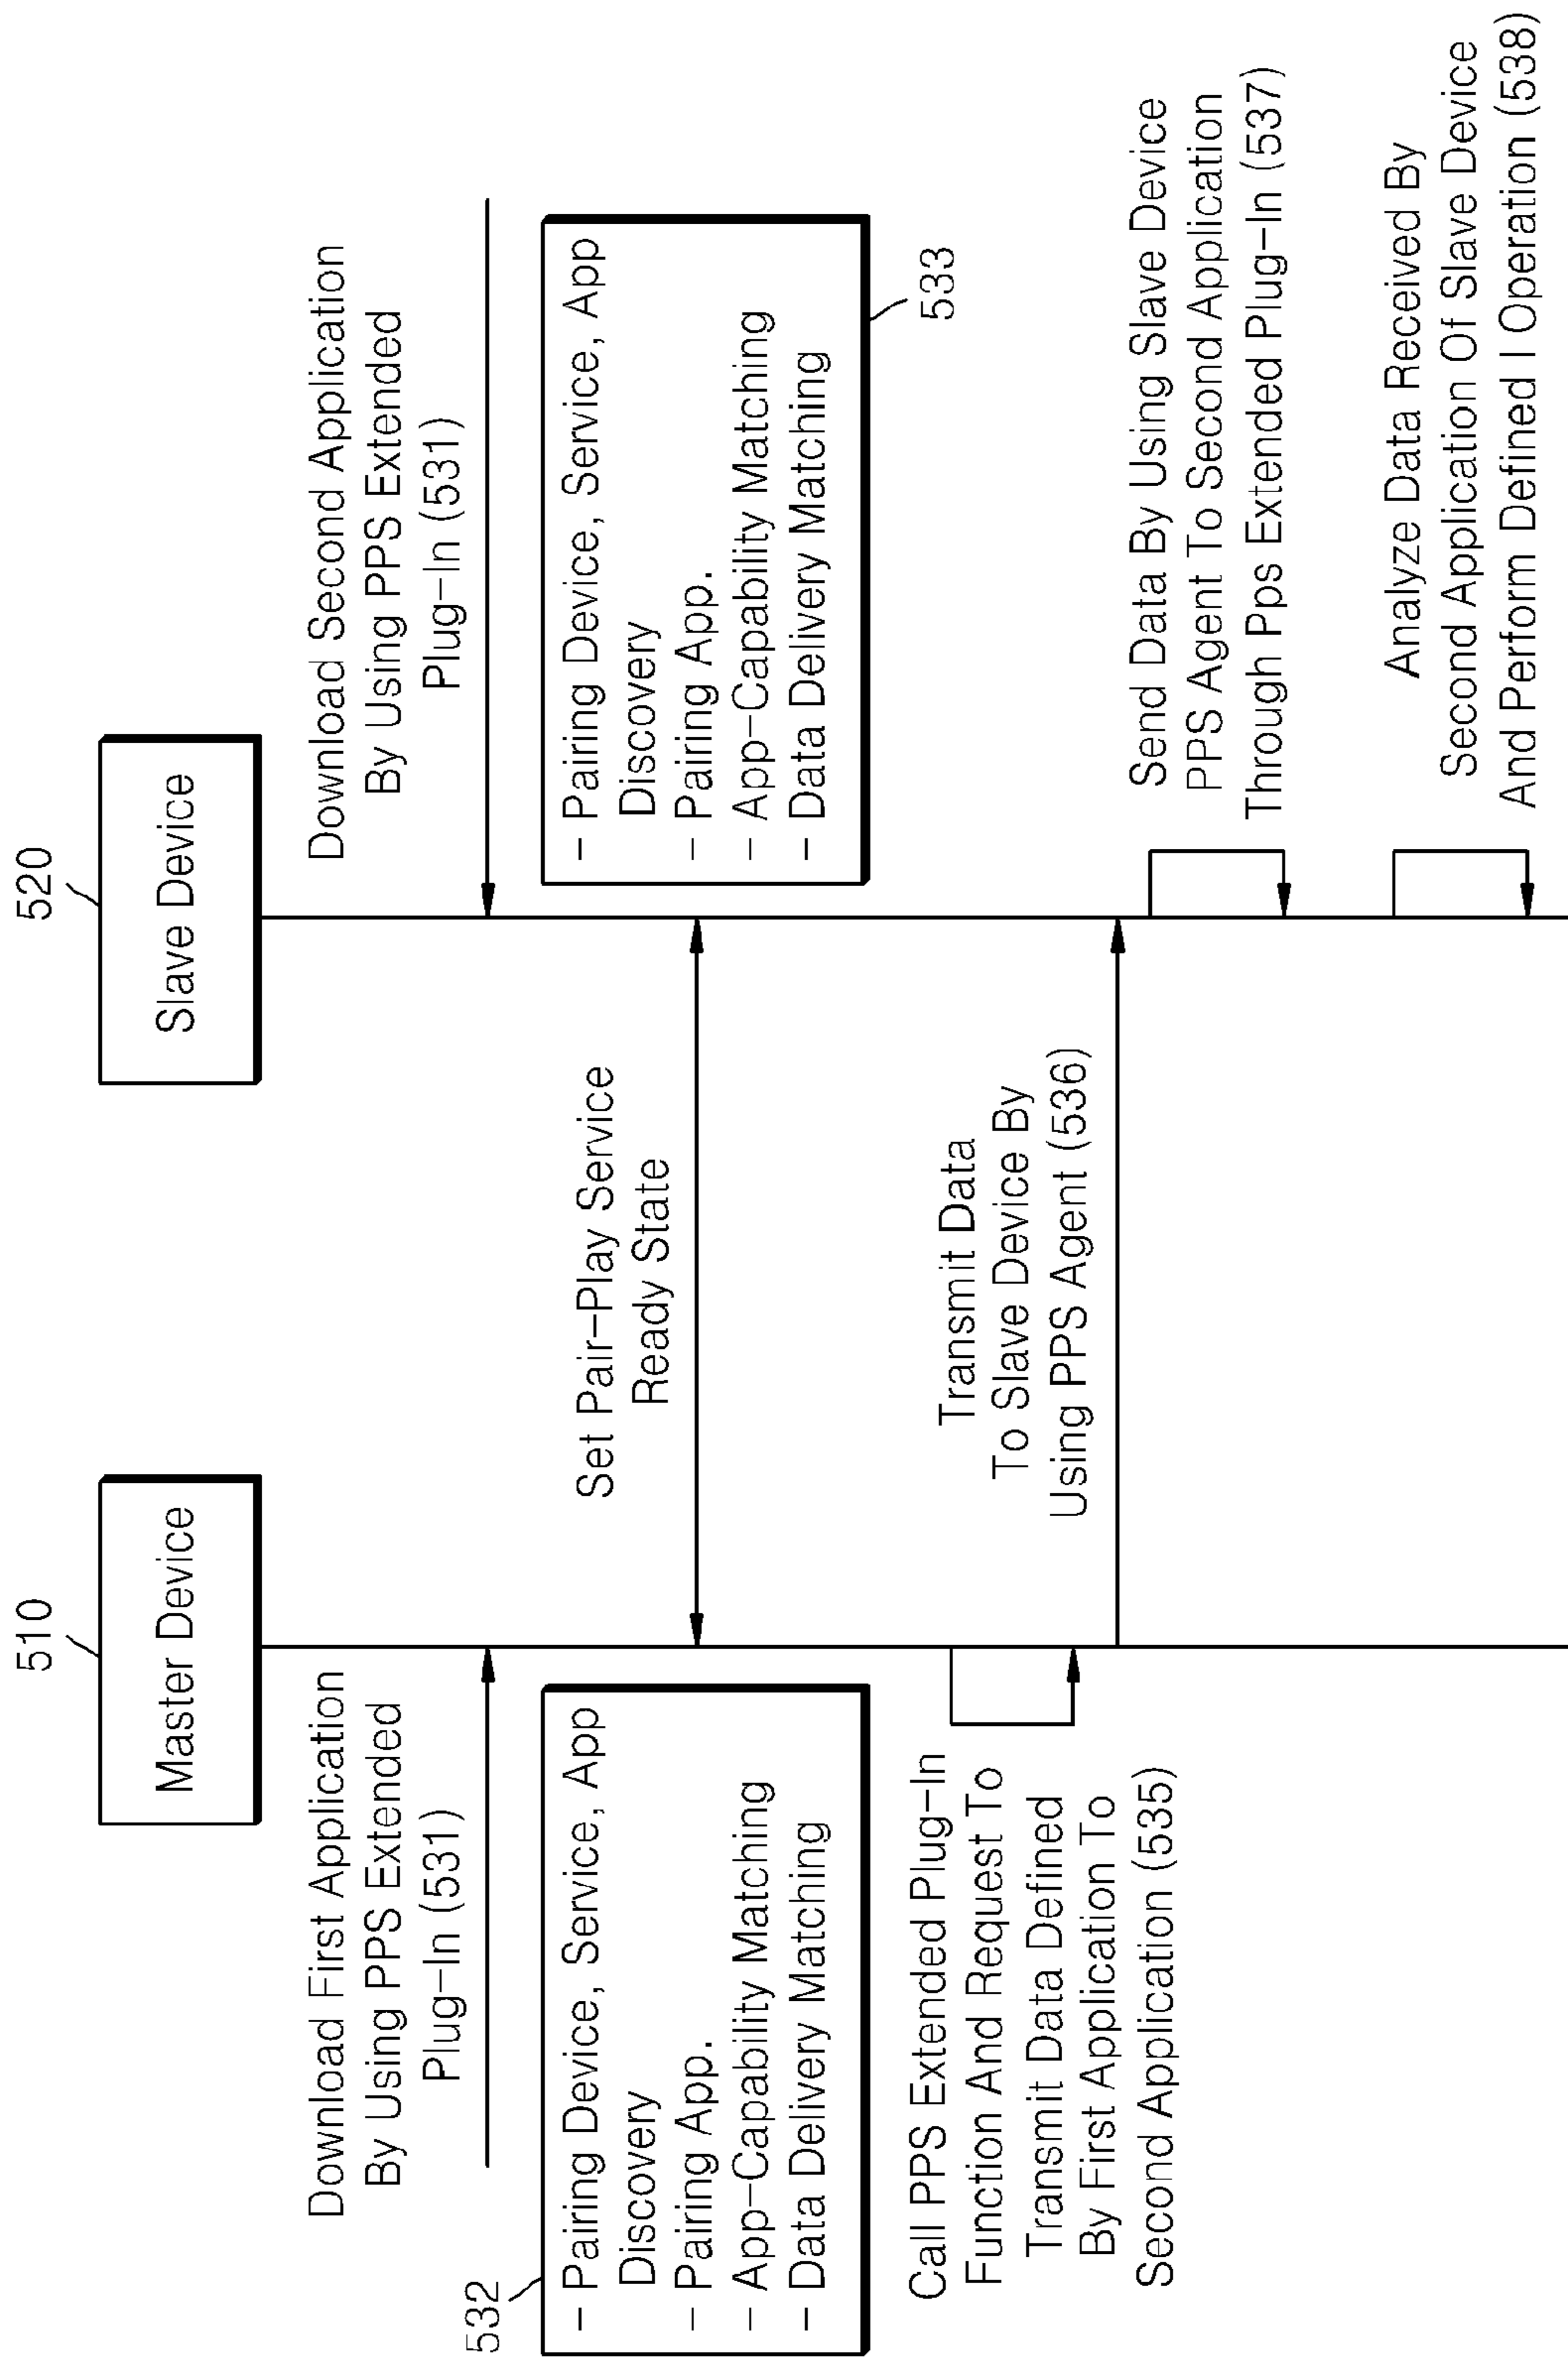 510
Master Device
520
Slave Device
Download First Application
By Using PPS Extended
Plug-In (531)
Download Second Application
By Using PPS Extended
Plug-In (531)
532
- Pairing Device, Service, App
Discovery
- Pairing App.
- App-Capability Matching
- Data Delivery Matching
Set Pair-Play Service
Ready State
- Pairing Device, Service, App
Discovery
- Pairing App.
- App-Capability Matching
- Data Delivery Matching
533
Call PPS Extended Plug-In
Function And Request To
Transmit Data Defined
By First Application To
Second Application (535)
Transmit Data
To Slave Device By
Using PPS Agent (536)
Send Data By Using Slave Device
PPS Agent To Second Application
Through Pps Extended Plug-In (537)
Analyze Data Received By
Second Application Of Slave Device
And Perform Defined I Operation (538)